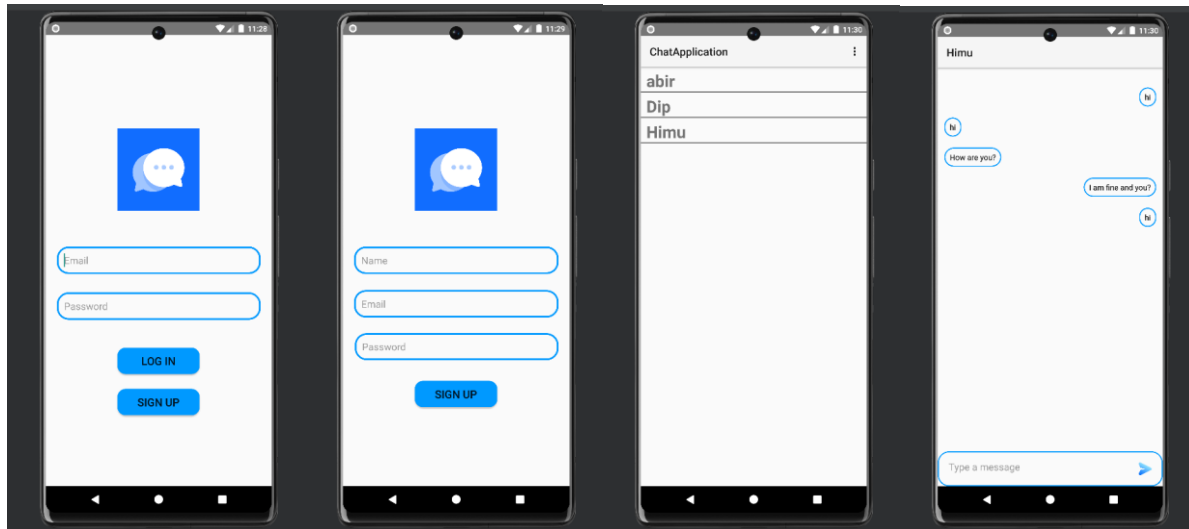 11:28
Email
Password
LOG IN
SIGN UP
11:29
Name
Email
Password
SIGN UP
11:30
ChatApplication
abir
Dip
Himu
11:30
Himu
hi
hi
How are you?
I am fine and you?
hi
Type a message